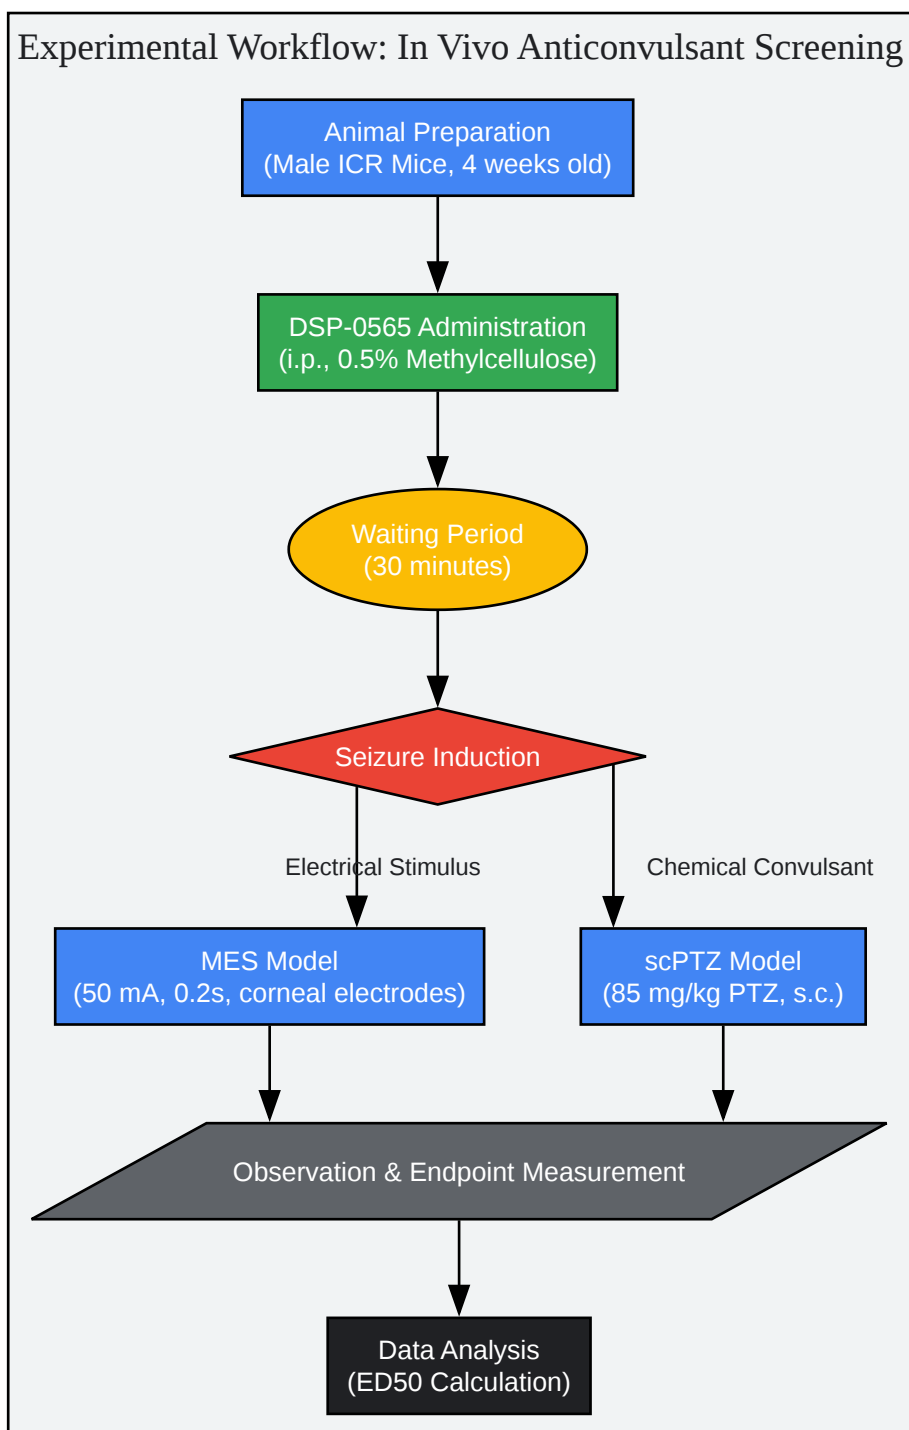 Experimental Workflow: In Vivo Anticonvulsant Screening
Animal Preparation
(Male ICR Mice, 4 weeks old)
DSP-0565 Administration
(i.p., 0.5% Methylcellulose)
Waiting Period
(30 minutes)
Seizure Induction
Electrical Stimulus
Chemical Convulsant
MES Model
(50 mA, 0.2s, corneal electrodes)
scPTZ Model
(85 mg/kg PTZ, s.c.)
Observation & Endpoint Measurement
Data Analysis
(ED50 Calculation)